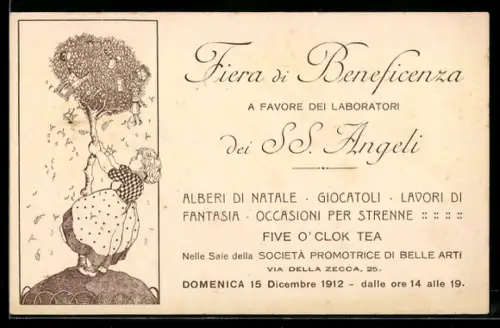 Fiera di Beneficenza
A FAVORE DEI LABORATORI
dei SS. Angeli
ALBERI DI NATALE · GIOCATOLI · LAVORI DI
FANTASIA · OCCASIONI PER STRENNE :: :: :: ::
FIVE O'CLOK TEA
Nelle Sale della SOCIETÀ PROMOTRICE DI BELLE ARTI
VIA DELLA ZECCA, 25.
DOMENICA 15 Dicembre 1912 - dalle ore 14 alle 19.